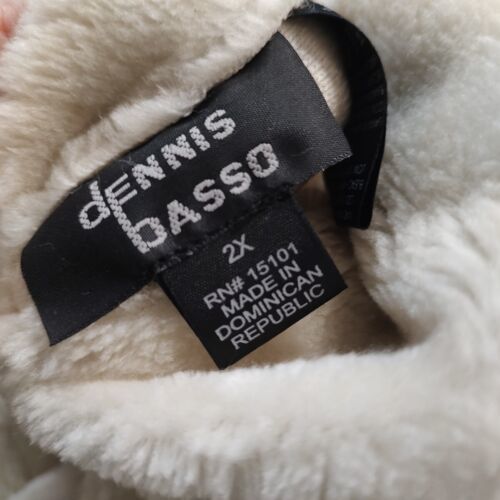 dENNIS
bASSO
2X
RN# 15101
MADE IN
DOMINICAN
REPUBLIC